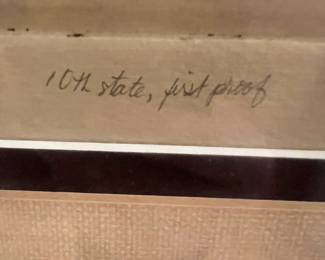 10th state, first proof